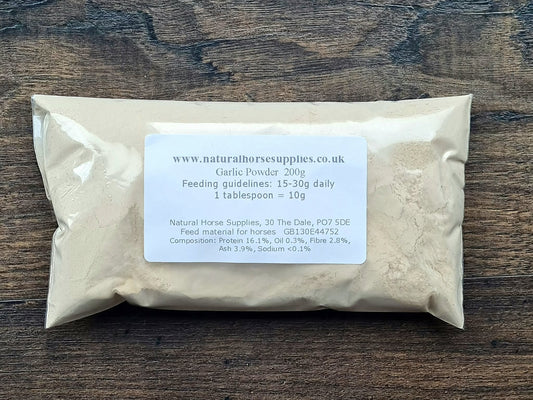 www.naturalhorsesupplies.co.uk
Garlic Powder 200g
Feeding guidelines: 15-30g daily
1 tablespoon = 10g
Natural Horse Supplies, 30 The Dale, PO7 5DE
Feed material for horses GB130E44752
Composition: Protein 16.1%, Oil 0.3%, Fibre 2.8%,
Ash 3.9%, Sodium <0.1%